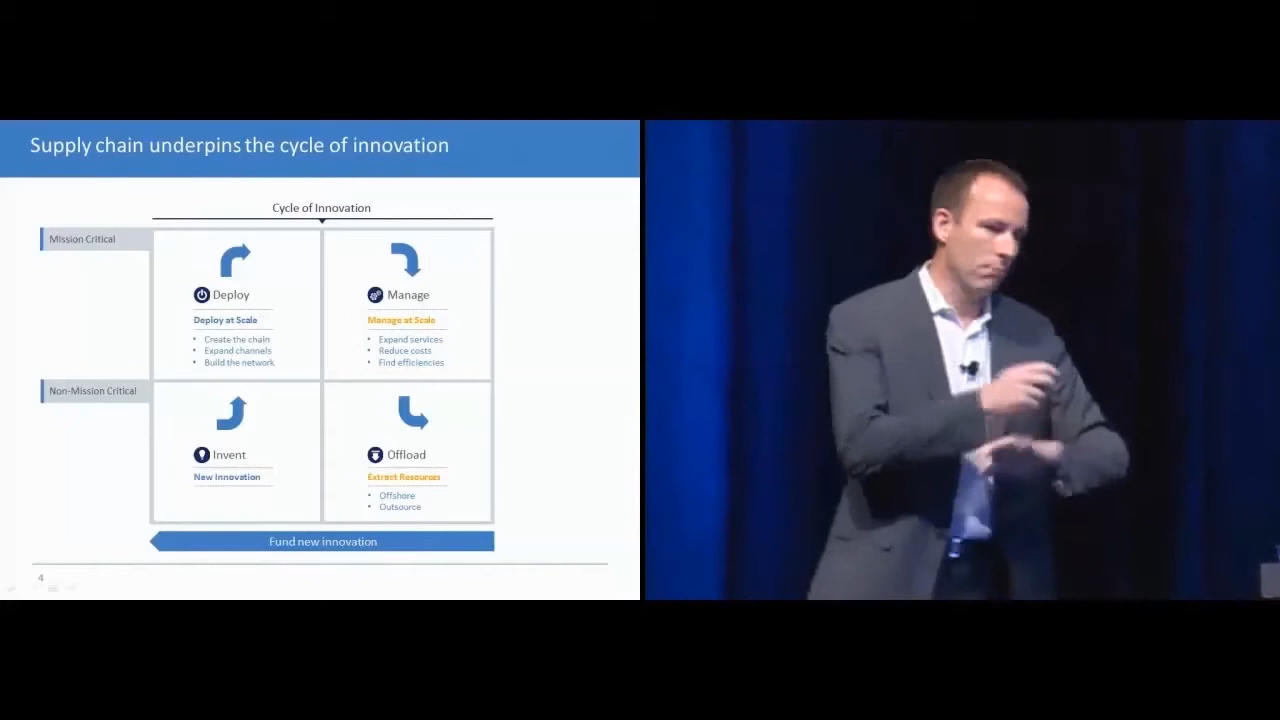 Supply chain underpins the cycle of innovation
Cycle of Innovation
Mission Critical
Deploy
Deploy at Scale
• Create the chain
• Expand channels
• Build the network
Manage
Manage at Scale
• Expand services
• Reduce costs
• Find efficiencies
Non-Mission Critical
Invent
New Innovation
Offload
Extract Resources
• Offshore
• Outsource
Fund new innovation
4